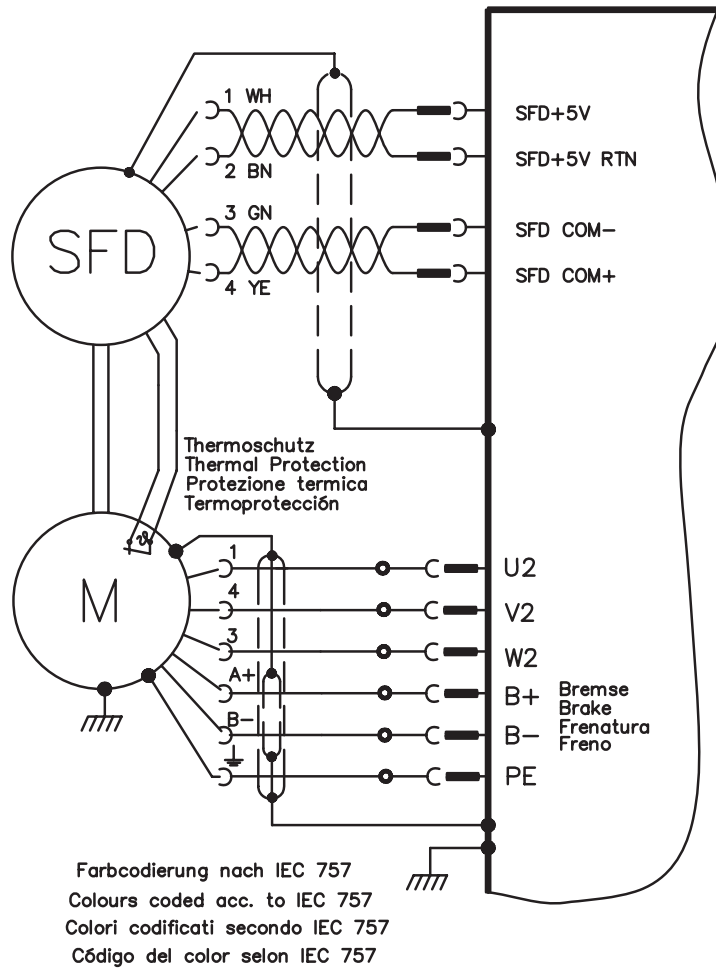 1 WH
SFD+5V
2 BN
SFD+5V RTN
3 GN
SFD COM-
SFD
4 YE
SFD COM+
Thermoschutz
Thermal Protection
Protezione termica
Termoprotección
ϑ
M
1
U2
4
V2
3
W2
A+
B+
Bremse
Brake
Frenatura
Freno
B-
B-
PE
Farbcodierung nach IEC 757
Colours coded acc. to IEC 757
Colori codificati secondo IEC 757
Código del color selon IEC 757